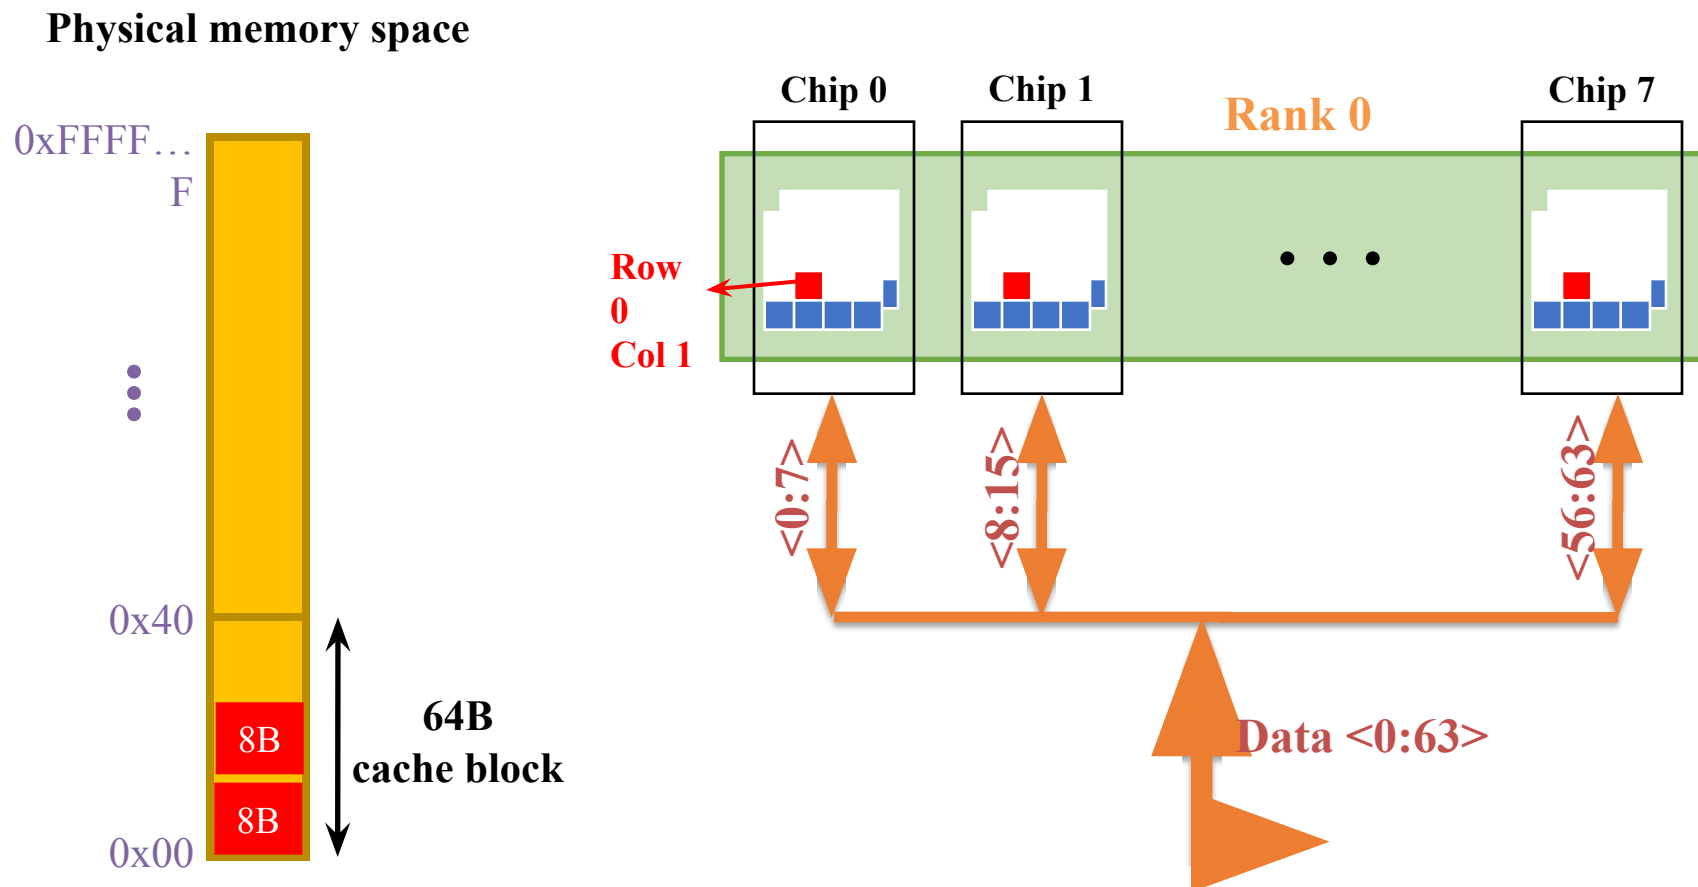 Physical memory space
0xFFFF…
F
0x40
0x00
8B
8B
64B
cache block
Chip 0
Chip 1
Rank 0
Chip 7
Row
0
Col 1
<0:7>
<8:15>
<56:63>
Data <0:63>